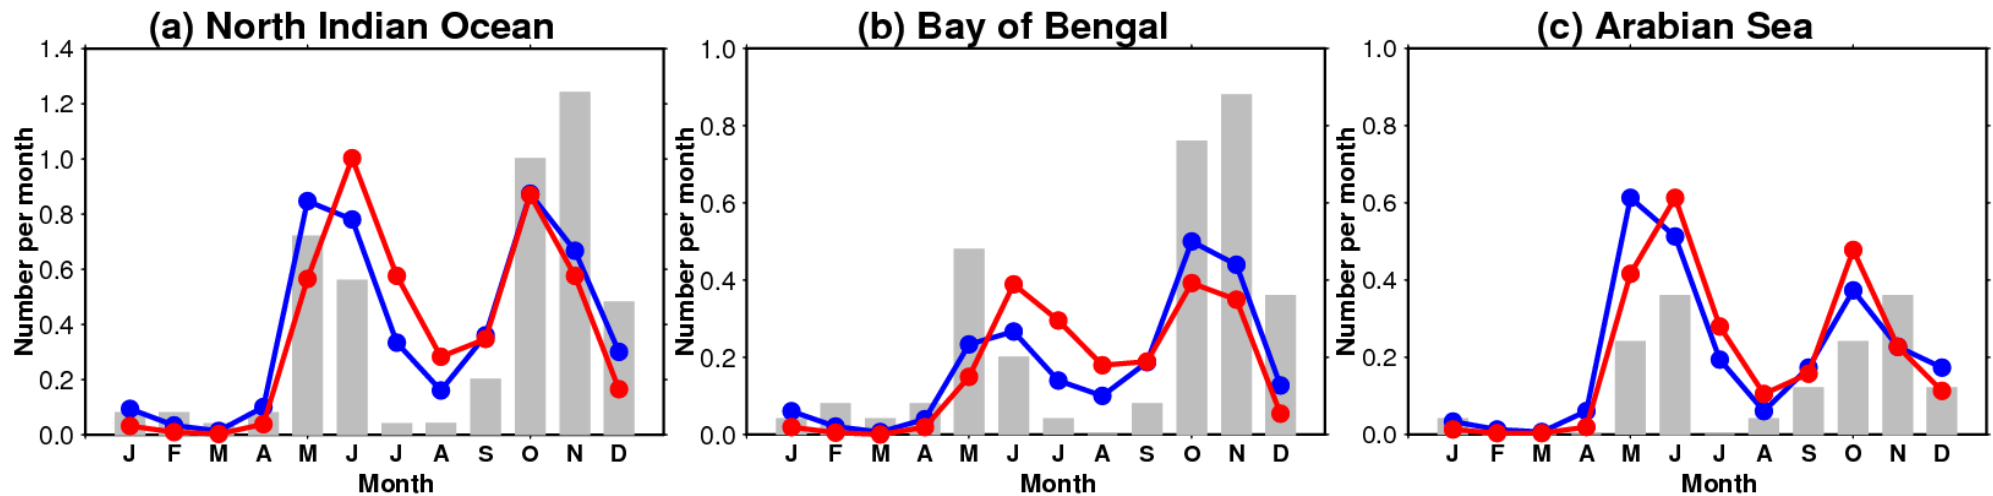 (a) North Indian Ocean
Number per month
1.4
1.2
1.0
0.8
0.6
0.4
0.2
0.0
J F M A M J J A S O N D
Month
(b) Bay of Bengal
Number per month
1.0
0.8
0.6
0.4
0.2
0.0
J F M A M J J A S O N D
Month
(c) Arabian Sea
Number per month
1.0
0.8
0.6
0.4
0.2
0.0
J F M A M J J A S O N D
Month